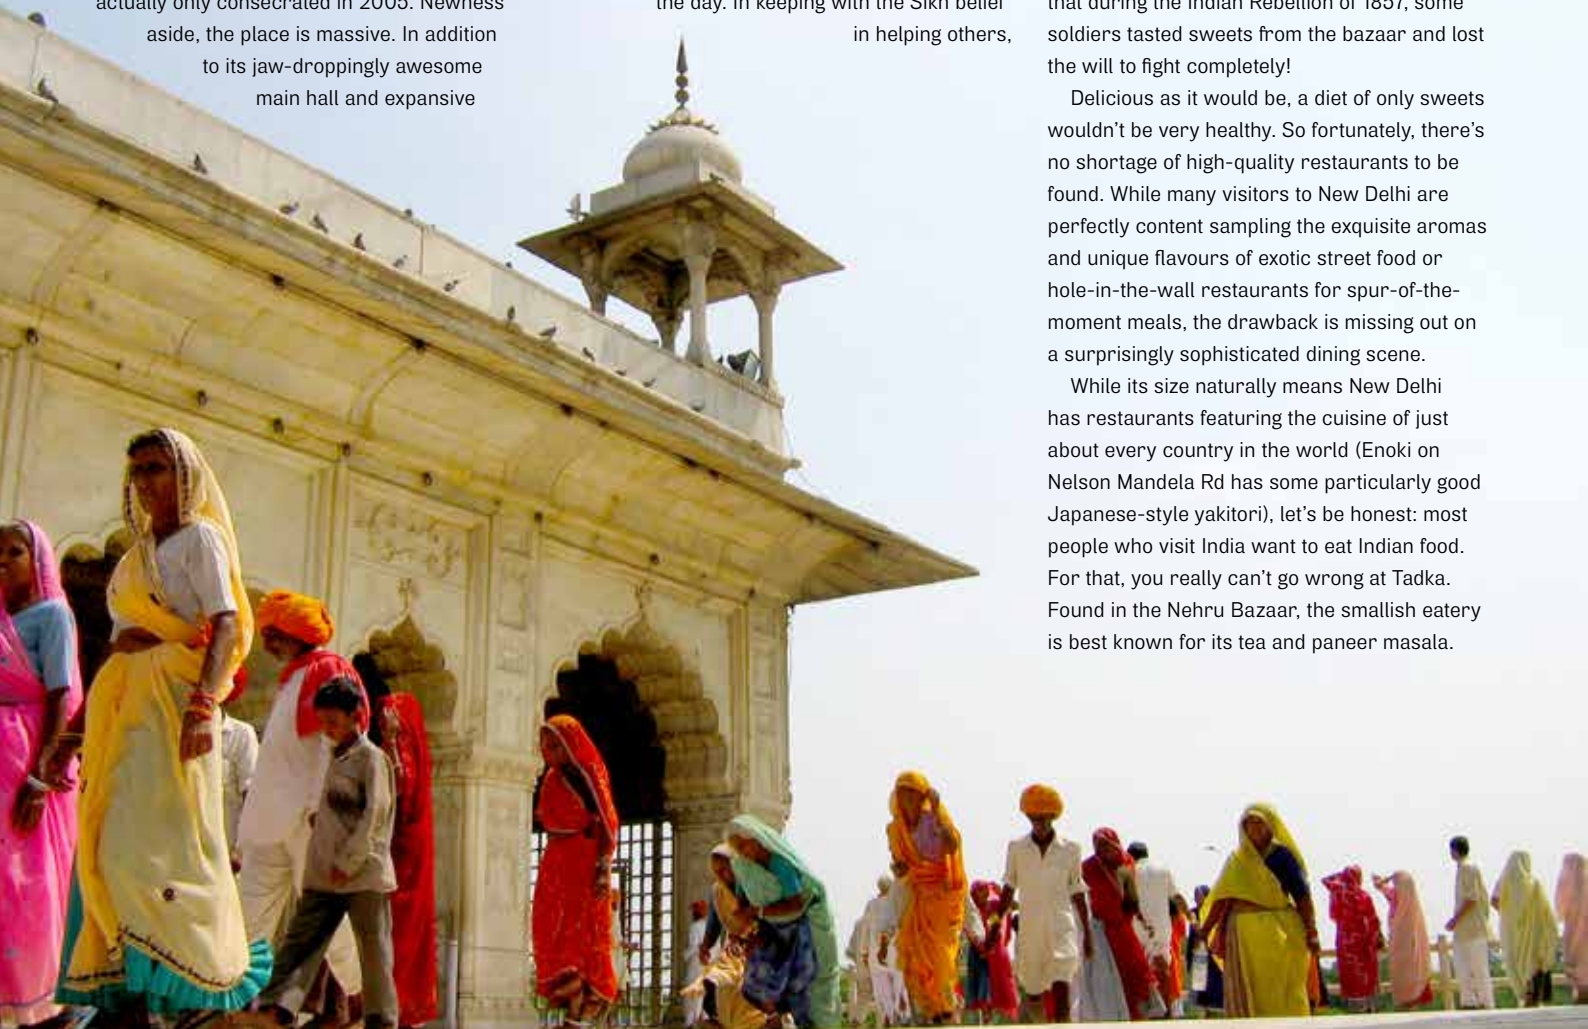 actually only consecrated in 2005. Newness
aside, the place is massive. In addition
to its jaw-droppingly awesome
main hall and expansive
the day. In keeping with the Sikh belief
in helping others,
that during the Indian Rebellion of 1857, some
soldiers tasted sweets from the bazaar and lost
the will to fight completely!
Delicious as it would be, a diet of only sweets
wouldn’t be very healthy. So fortunately, there’s
no shortage of high-quality restaurants to be
found. While many visitors to New Delhi are
perfectly content sampling the exquisite aromas
and unique flavours of exotic street food or
hole-in-the-wall restaurants for spur-of-the-
moment meals, the drawback is missing out on
a surprisingly sophisticated dining scene.
While its size naturally means New Delhi
has restaurants featuring the cuisine of just
about every country in the world (Enoki on
Nelson Mandela Rd has some particularly good
Japanese-style yakitori), let’s be honest: most
people who visit India want to eat Indian food.
For that, you really can’t go wrong at Tadka.
Found in the Nehru Bazaar, the smallish eatery
is best known for its tea and paneer masala.